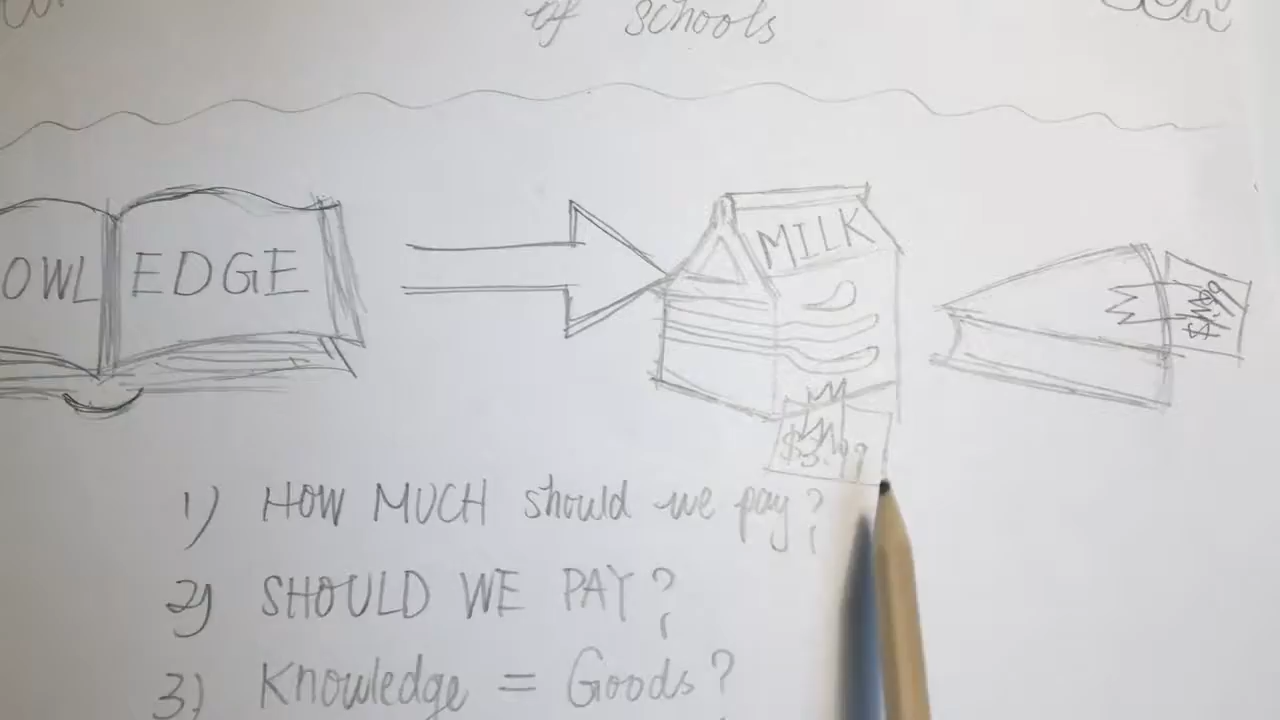 of schools
OWL EDGE
MILK
$3.99
1) HOW MUCH should we pay?
2) SHOULD WE PAY?
3) Knowledge = Goods?